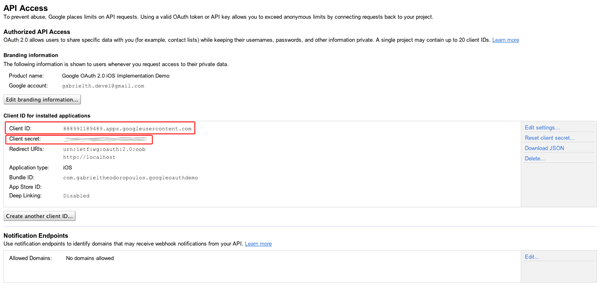 API Access
To prevent abuse, Google places limits on API requests. Using a valid OAuth token or API key allows you to exceed anonymous limits by connecting requests back to your project.
Authorized API Access
OAuth 2.0 allows users to share specific data with you (for example, contact lists) while keeping their usernames, passwords, and other information private. A single project may contain up to 20 client IDs. Learn more
Branding information
The following information is shown to users whenever you request access to their private data.
Product name: Google OAuth 2.0 iOS Implementation Demo
Google account: gabrielth.devel@gmail.com
Edit branding information...
Client ID for installed applications
Client ID: 888991189489.apps.googleusercontent.com
Edit settings...
Client secret:
Reset client secret...
Redirect URIs: urn:ietf:wg:oauth:2.0:oob
Download JSON
http://localhost
Delete...
Application type: iOS
Bundle ID: com.gabrieltheodoropoulos.googleoauthdemo
App Store ID:
Deep Linking: Disabled
Create another client ID...
Notification Endpoints
Use notification endpoints to identify domains that may receive webhook notifications from your API. Learn more
Allowed Domains: No domains allowed
Edit...